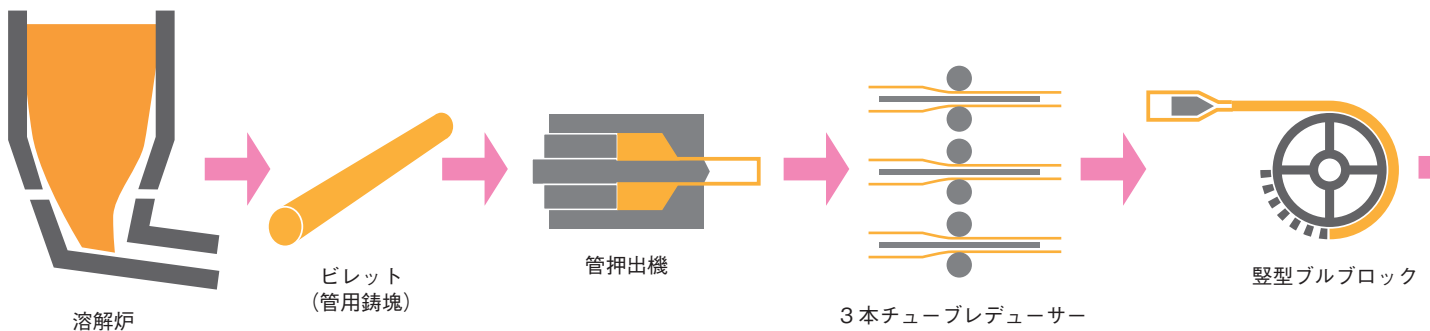 溶解炉
ビレット
（管用鋳塊）
管押出機
３本チューブレデューサー
竪型ブルブロック